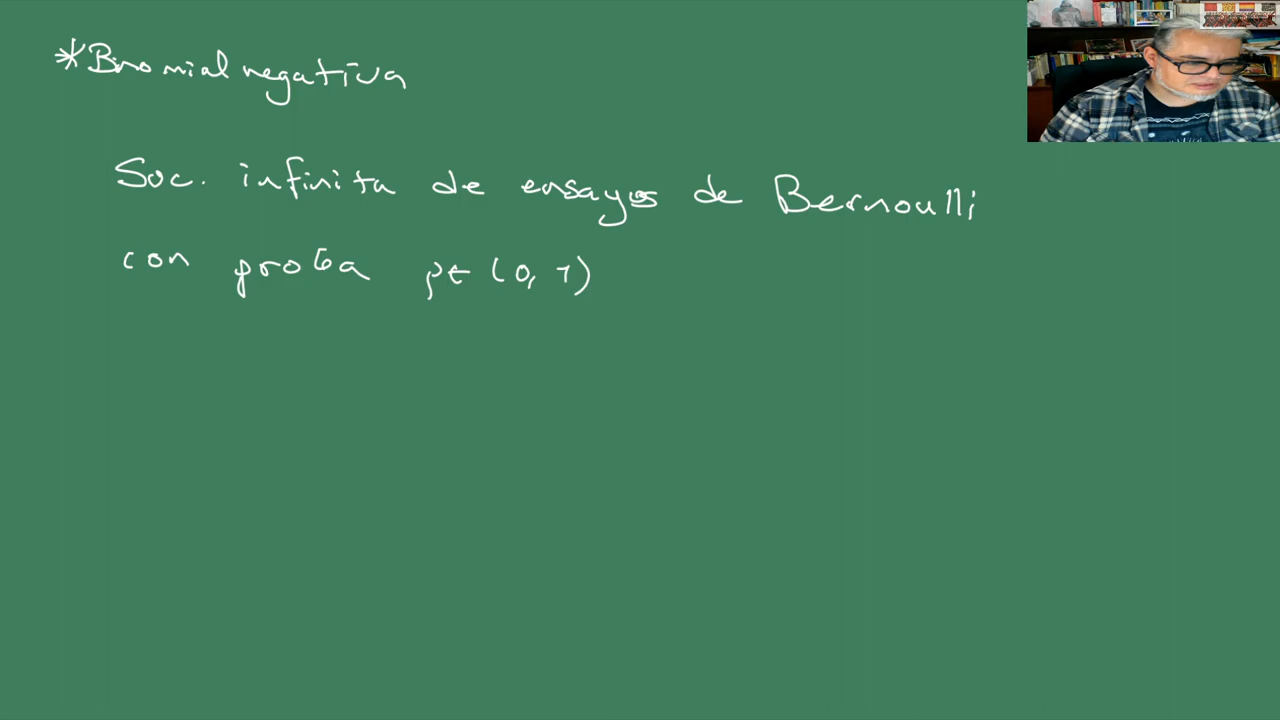 *Binomial negativa
Suc. infinita de ensayos de Bernoulli
con proba p∈(0,1)